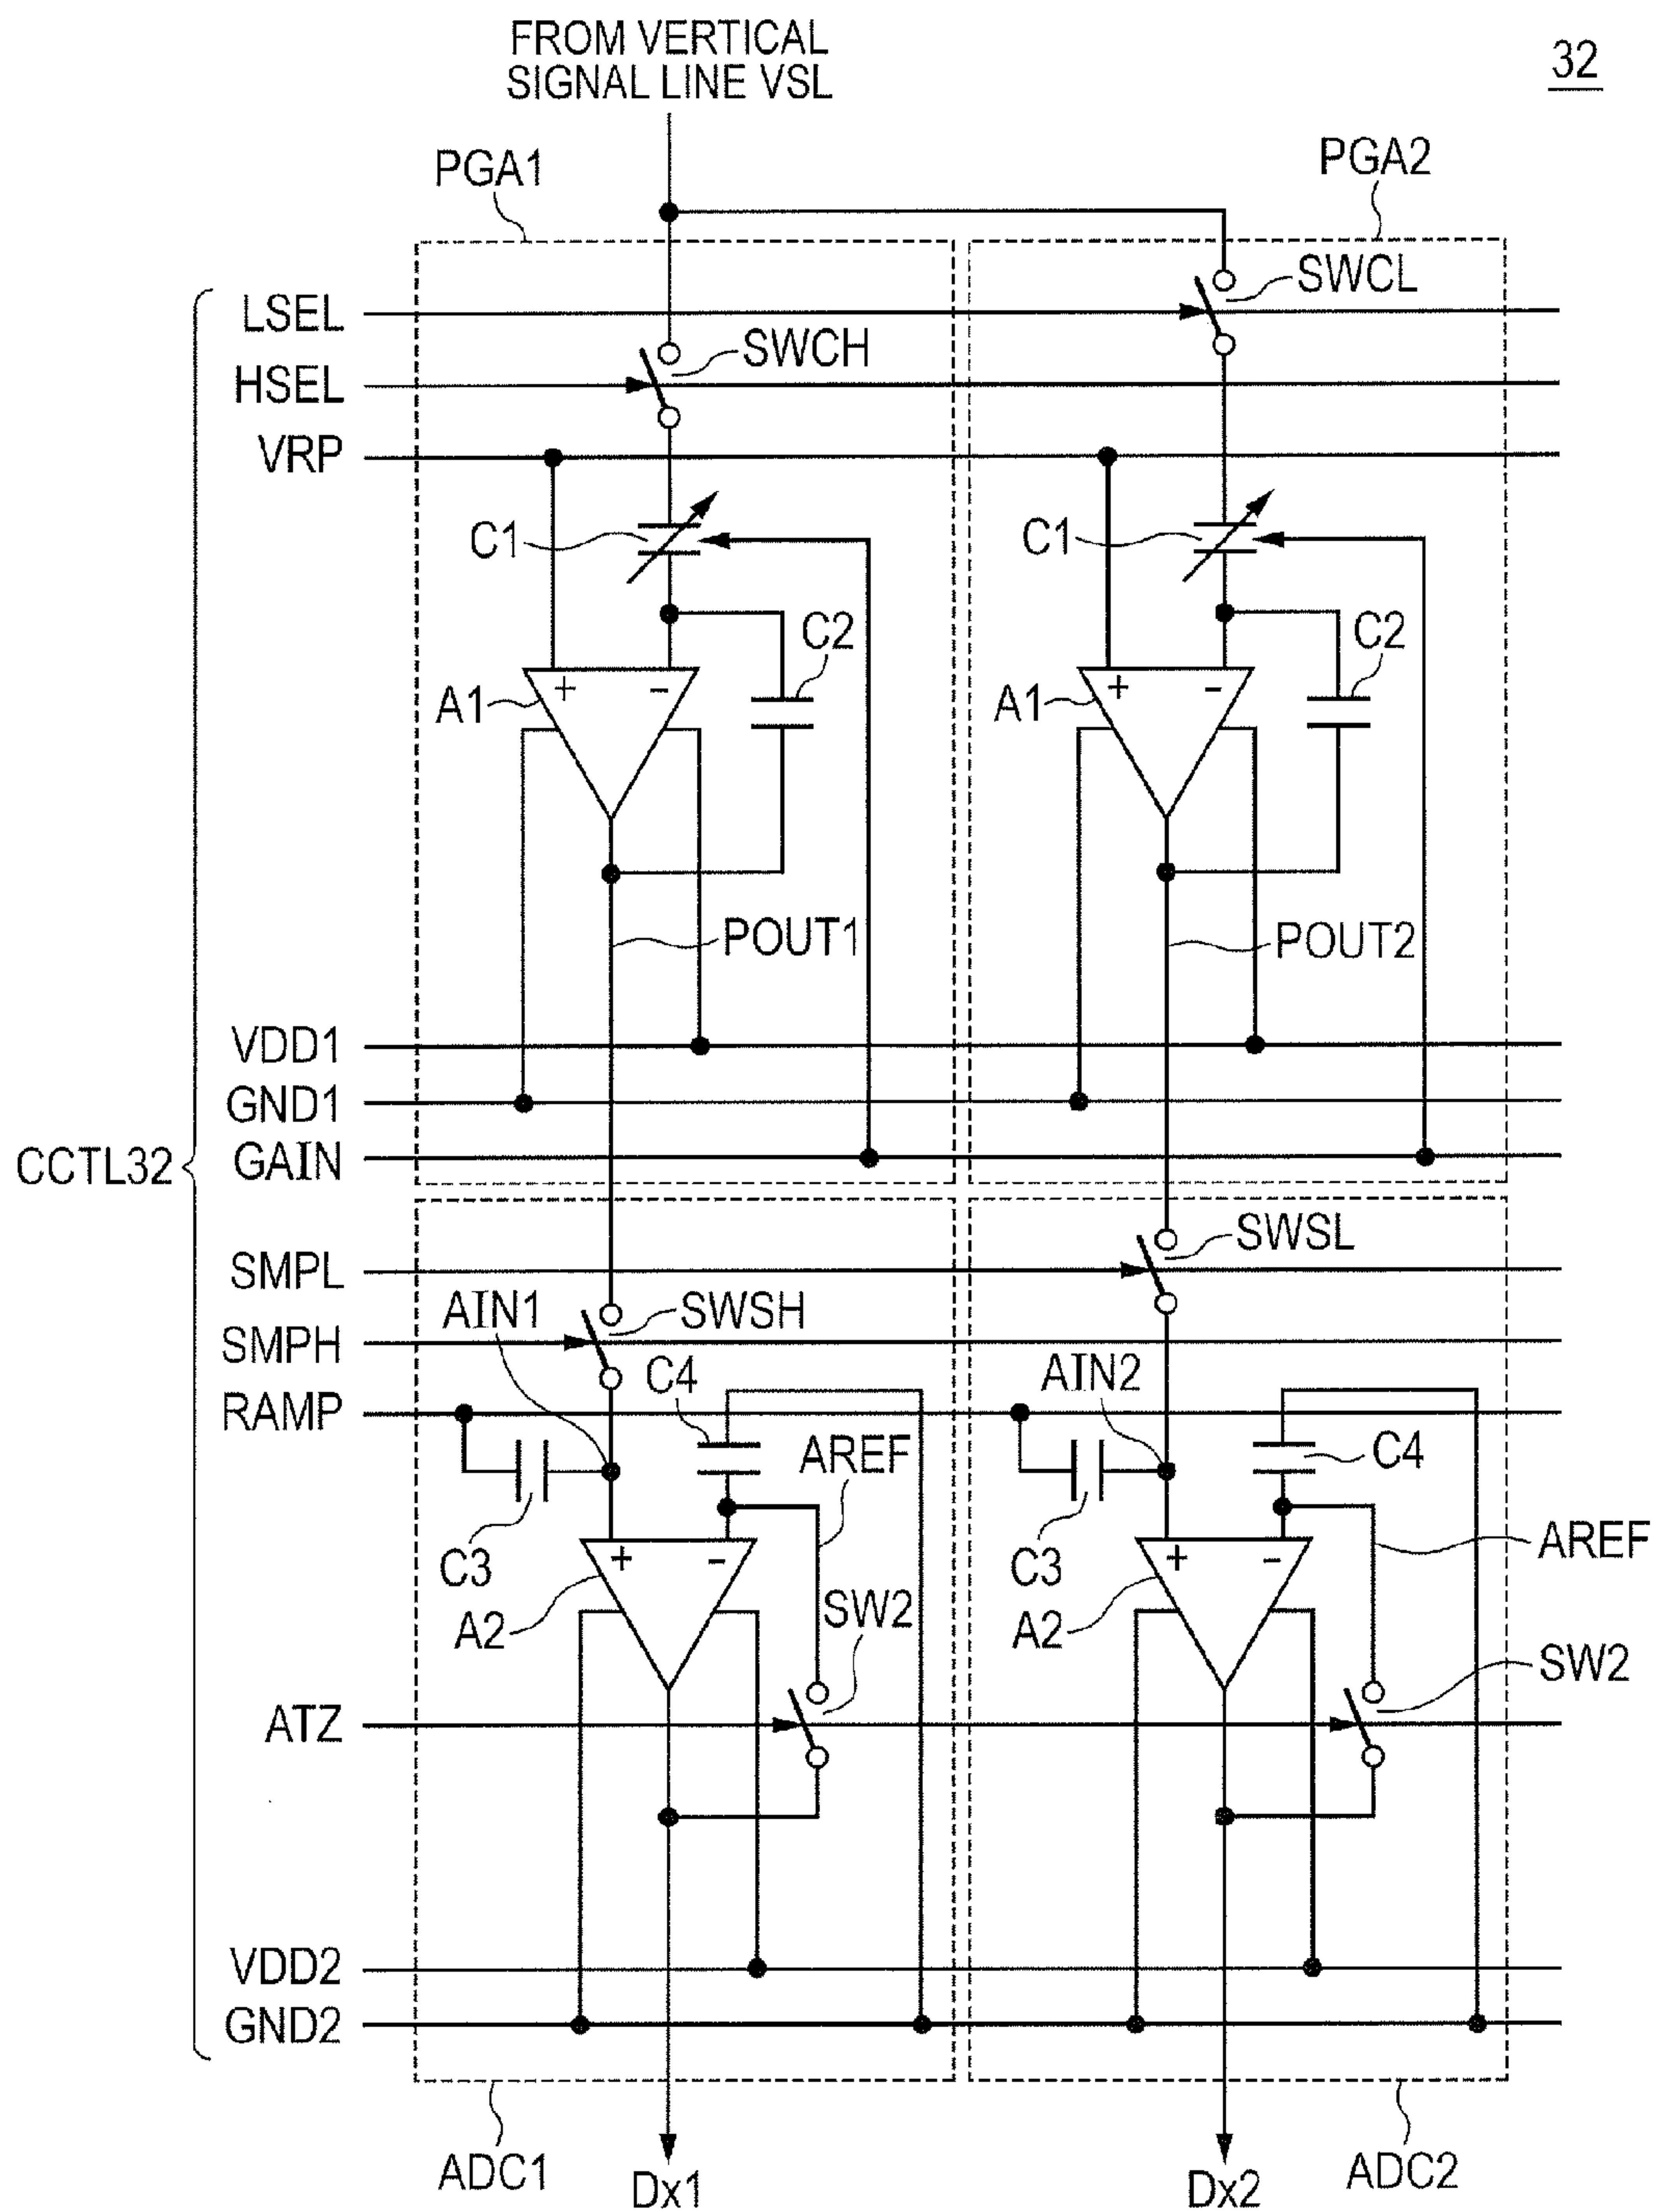 FROM VERTICAL
SIGNAL LINE VSL
32
PGA1
PGA2
SWCL
LSEL
SWCH
HSEL
VRP
C1
C1
C2
C2
A1
+ -
A1
+ -
POUT1
POUT2
VDD1
GND1
CCTL32
GAIN
SWSL
SMPL
AIN1
SWSH
SMPH
C4
AIN2
RAMP
AREF
C4
C3
+ -
C3
+ -
AREF
A2
SW2
A2
SW2
ATZ
VDD2
GND2
ADC1
Dx1
Dx2
ADC2